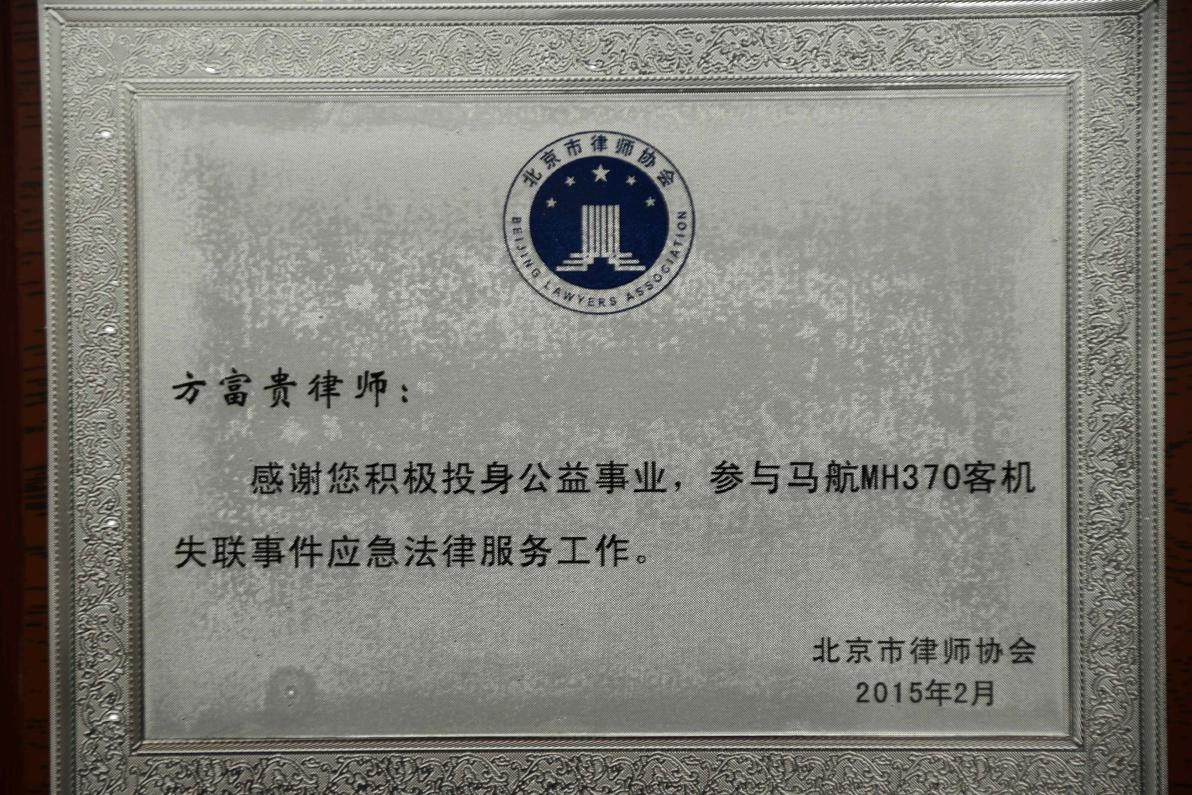 北京市律师协会
BEIJING LAWYERS ASSOCIATION
方富贵律师：
感谢您积极投身公益事业，参与马航MH370客机
失联事件应急法律服务工作。
北京市律师协会
2015年2月